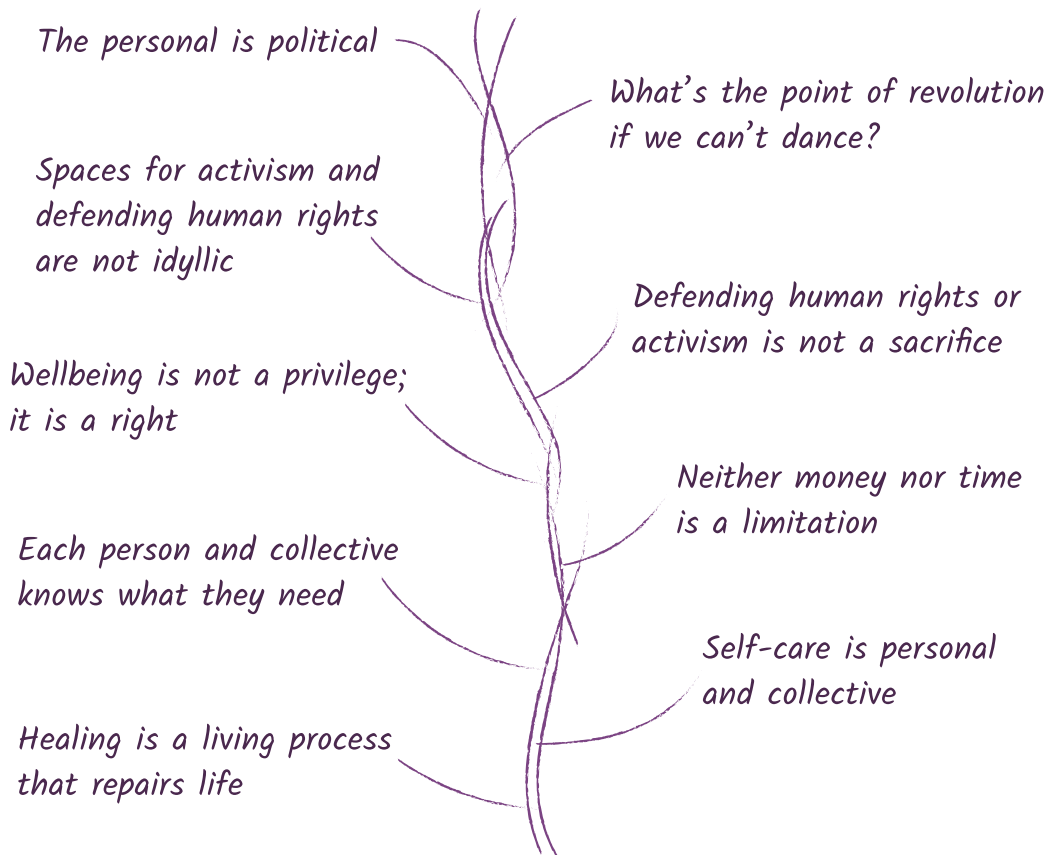 The personal is political
What’s the point of revolution
if we can’t dance?
Spaces for activism and
defending human rights
are not idyllic
Defending human rights or
activism is not a sacrifice
Wellbeing is not a privilege;
it is a right
Neither money nor time
is a limitation
Each person and collective
knows what they need
Self-care is personal
and collective
Healing is a living process
that repairs life